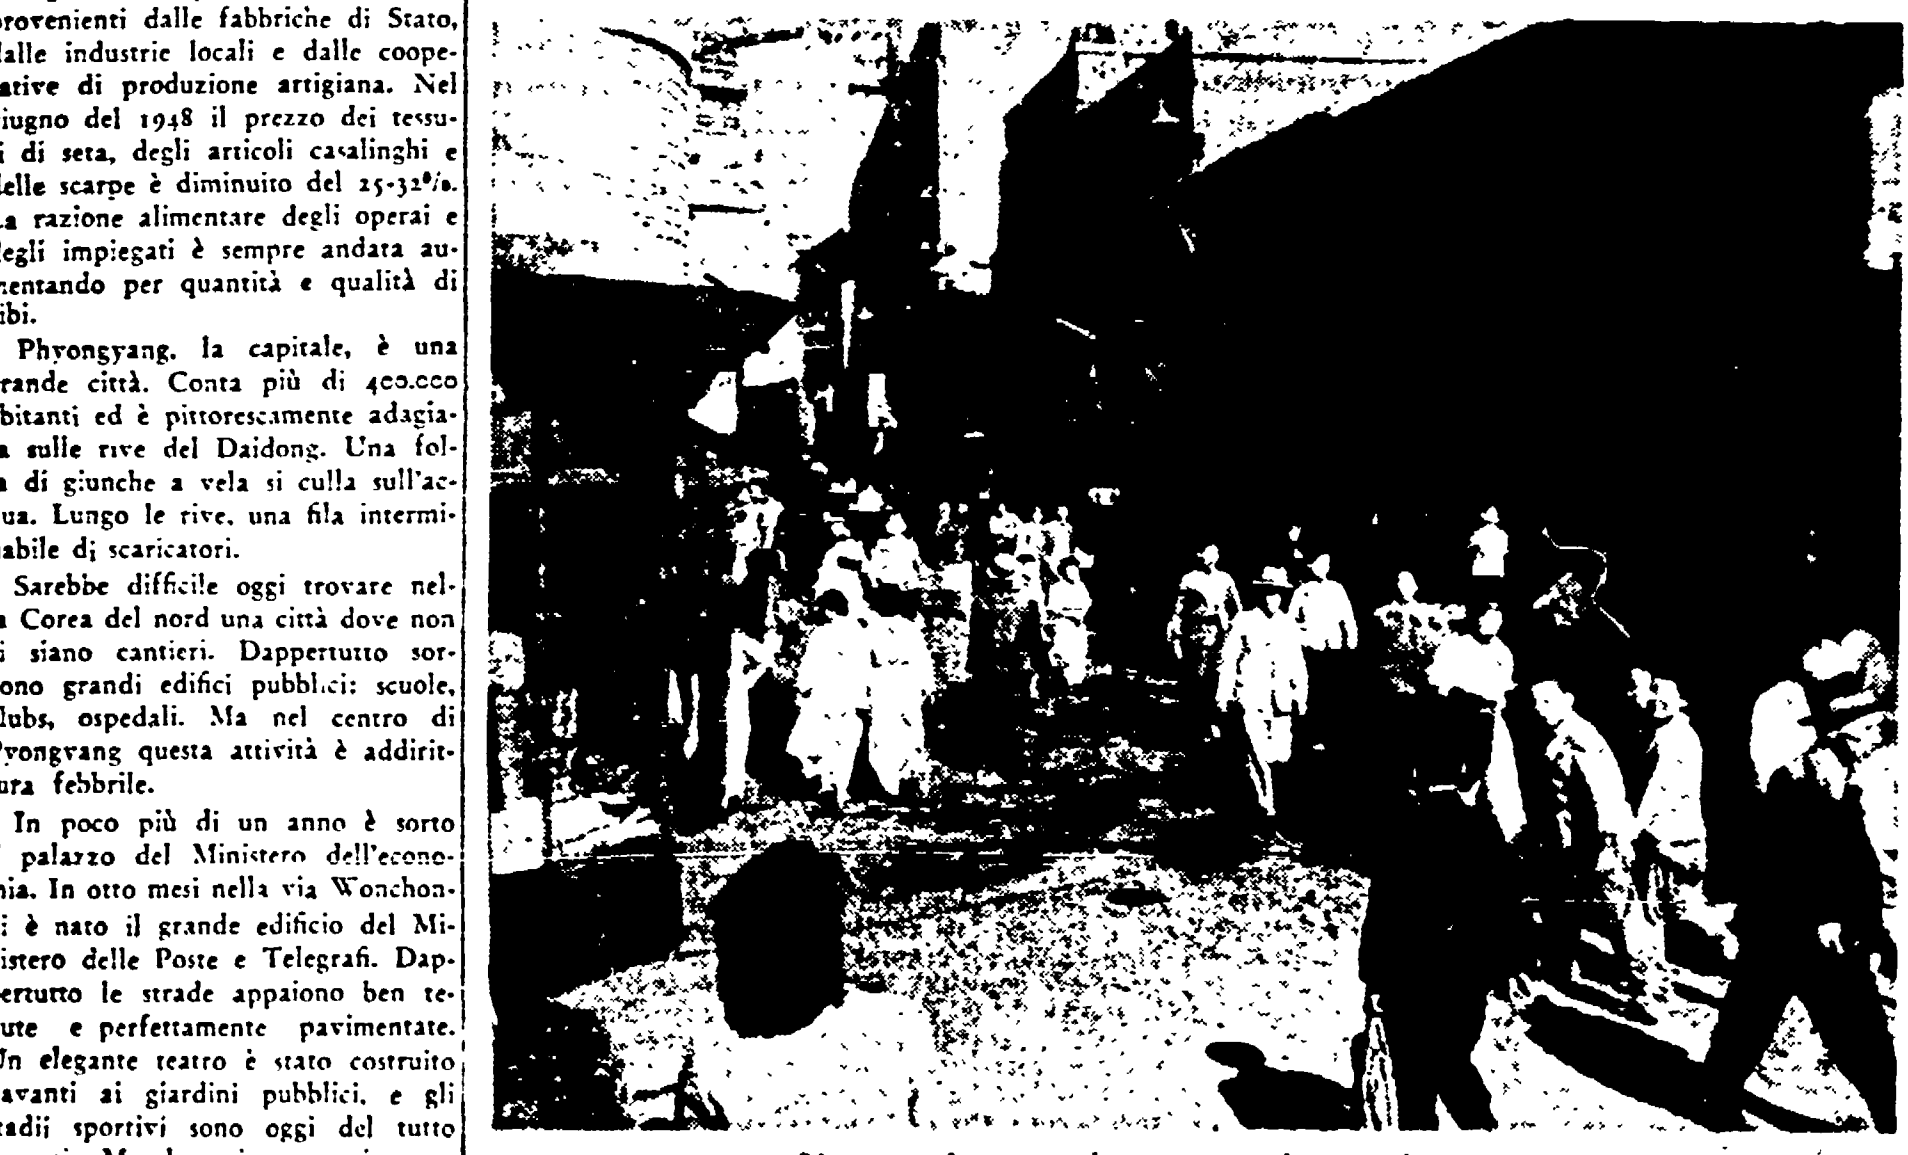 provenienti dalle fabbriche di Stato,
dalle industrie locali e dalle coope-
rative di produzione artigiana. Nel
giugno del 1948 il prezzo dei tessu-
ti di seta, degli articoli casalinghi e
delle scarpe è diminuito del 25-32%.
La razione alimentare degli operai e
degli impiegati è sempre andata au-
mentando per quantità e qualità di
cibi.
Phyongyang, la capitale, è una
grande città. Conta più di 400.000
abitanti ed è pittorescamente adagia-
ta sulle rive del Daidong. Una fol-
la di giunche a vela si culla sull'ac-
qua. Lungo le rive, una fila intermi-
nabile di scaricatori.
Sarebbe difficile oggi trovare nel-
la Corea del nord una città dove non
vi siano cantieri. Dappertutto sor-
gono grandi edifici pubblici: scuole,
clubs, ospedali. Ma nel centro di
Pyongyang questa attività è addirit-
tura febbrile.
In poco più di un anno è sorto
palazzo del Ministero dell'econo-
mia. In otto mesi nella via Wonchon-
è nato il grande edificio del Mi-
nistero delle Poste e Telegrafi. Dap-
pertutto le strade appaiono ben te-
nute e perfettamente pavimentate.
Un elegante teatro è stato costruito
davanti ai giardini pubblici, e gli
stadii sportivi sono oggi del tutto